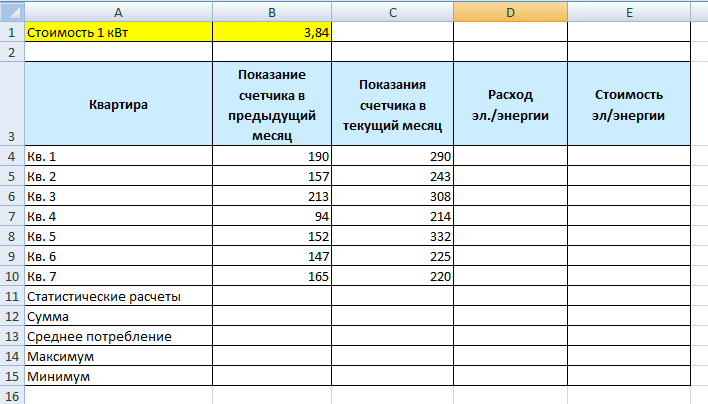 A B C D E
1 Стоимость 1 кВт 3,84
2
3 Квартира Показание счетчика в предыдущий месяц Показания счетчика в текущий месяц Расход эл./энергии Стоимость эл/энергии
4 Кв. 1 190 290
5 Кв. 2 157 243
6 Кв. 3 213 308
7 Кв. 4 94 214
8 Кв. 5 152 332
9 Кв. 6 147 225
10 Кв. 7 165 220
11 Статистические расчеты
12 Сумма
13 Среднее потребление
14 Максимум
15 Минимум
16